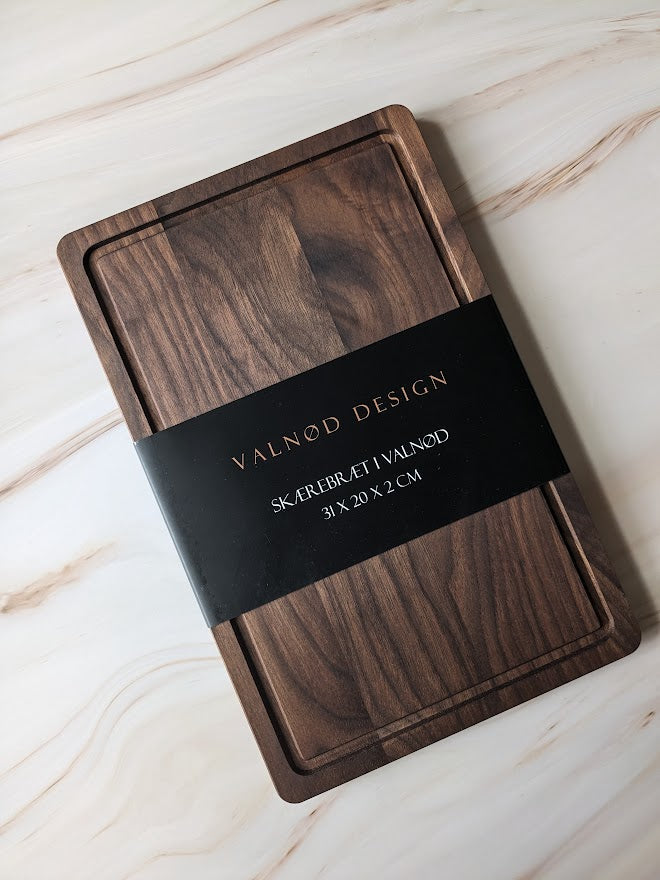 VALNØD DESIGN
SKÆREBRÆT I VALNØD
31 X 20 X 2 CM